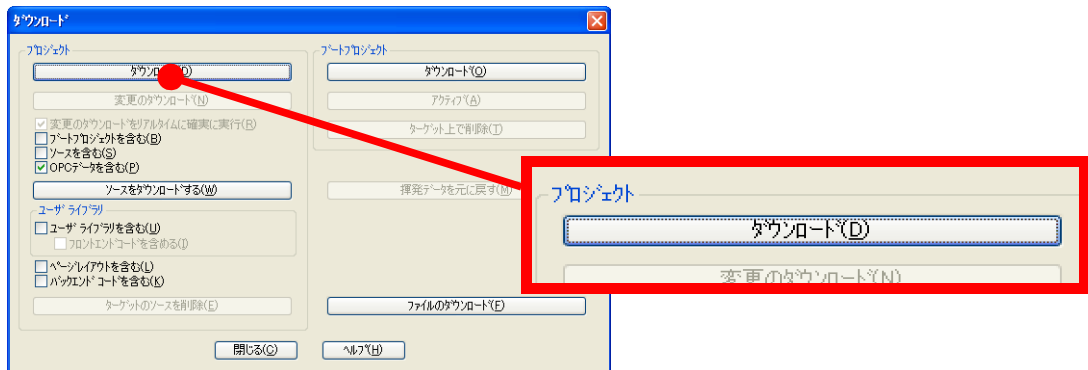 ダウンロード
プロジェクト
ダウンロード(D)
変更のダウンロード(N)
変更のダウンロードをリアルタイムに確実に実行(R)
ブートプロジェクトを含む(B)
ソースを含む(S)
OPCデータを含む(P)
ソースをダウンロードする(W)
ユーザ ライブラリ
ユーザ ライブラリを含む(U)
フロントエンドコードを含める(I)
ページレイアウトを含む(L)
バックエンド コードを含む(K)
ターゲットのソースを削除(E)
ブートプロジェクト
ダウンロード(O)
アクティブ(A)
ターゲット上で削除(T)
揮発データを元に戻す(M)
ファイルのダウンロード(F)
閉じる(C)
ヘルプ(H)
プロジェクト
ダウンロード(D)
変更のダウンロード(N)